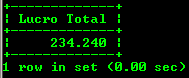 +--------------+
| Lucro Total |
+--------------+
| 234.240 |
+--------------+
1 row in set (0.00 sec)